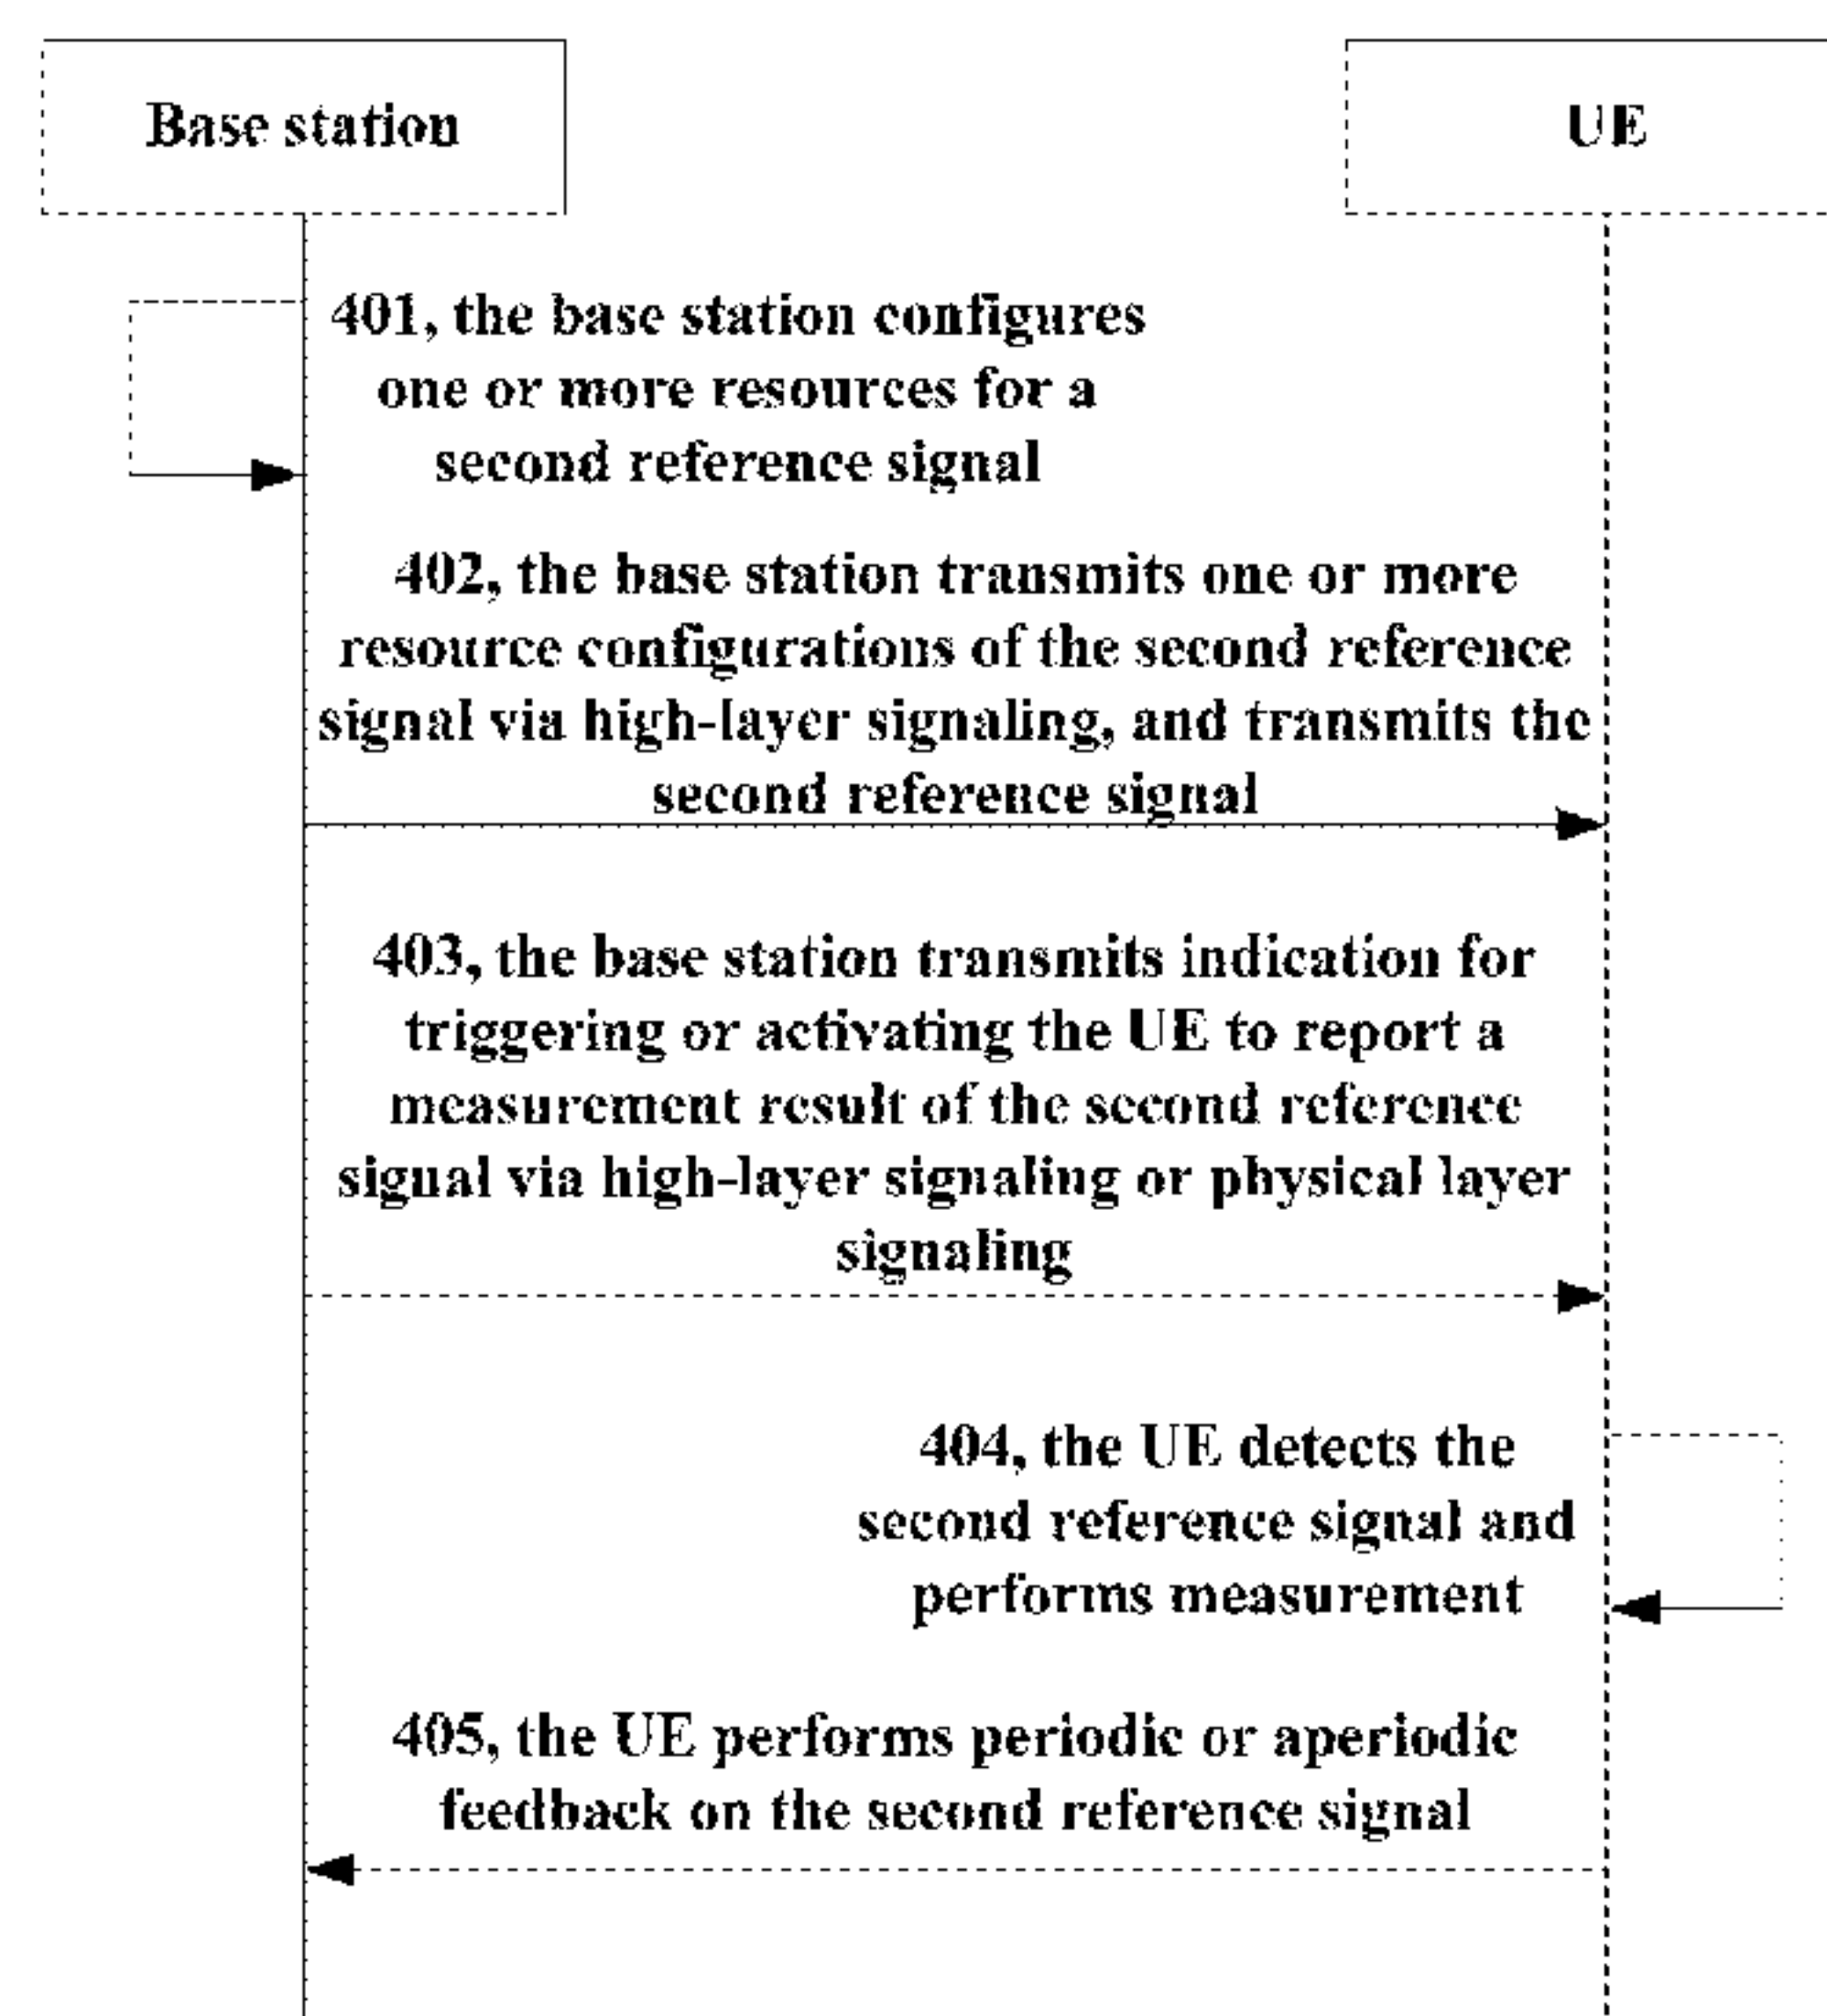 Base station
UE
401, the base station configures
one or more resources for a
second reference signal
402, the base station transmits one or more
resource configurations of the second reference
signal via high-layer signaling, and transmits the
second reference signal
403, the base station transmits indication for
triggering or activating the UE to report a
measurement result of the second reference
signal via high-layer signaling or physical layer
signaling
404, the UE detects the
second reference signal and
performs measurement
405, the UE performs periodic or aperiodic
feedback on the second reference signal